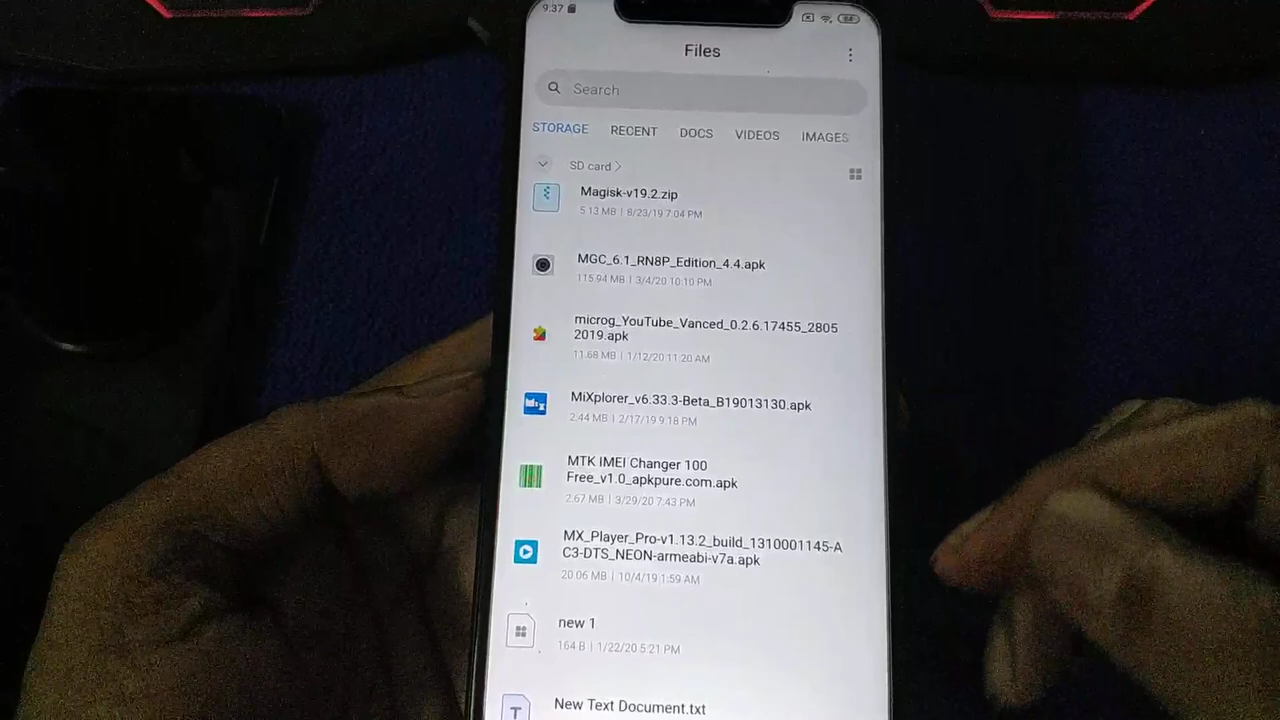 9:37
64
Files
Search
STORAGE RECENT DOCS VIDEOS IMAGES
SD card
Magisk-v19.2.zip
5.13 MB | 8/23/19 7:04 PM
MGC_6.1_RN8P_Edition_4.4.apk
115.94 MB | 3/4/20 10:10 PM
microg_YouTube_Vanced_0.2.6.17455_2805
2019.apk
11.68 MB | 1/12/20 11:20 AM
MiXplorer_v6.33.3-Beta_B19013130.apk
2.44 MB | 2/17/19 9:18 PM
MTK IMEI Changer 100
Free_v1.0_apkpure.com.apk
2.67 MB | 3/29/20 7:43 PM
MX_Player_Pro-v1.13.2_build_1310001145-A
C3-DTS_NEON-armeabi-v7a.apk
20.06 MB | 10/4/19 1:59 AM
new 1
164 B | 1/22/20 5:21 PM
T
New Text Document.txt